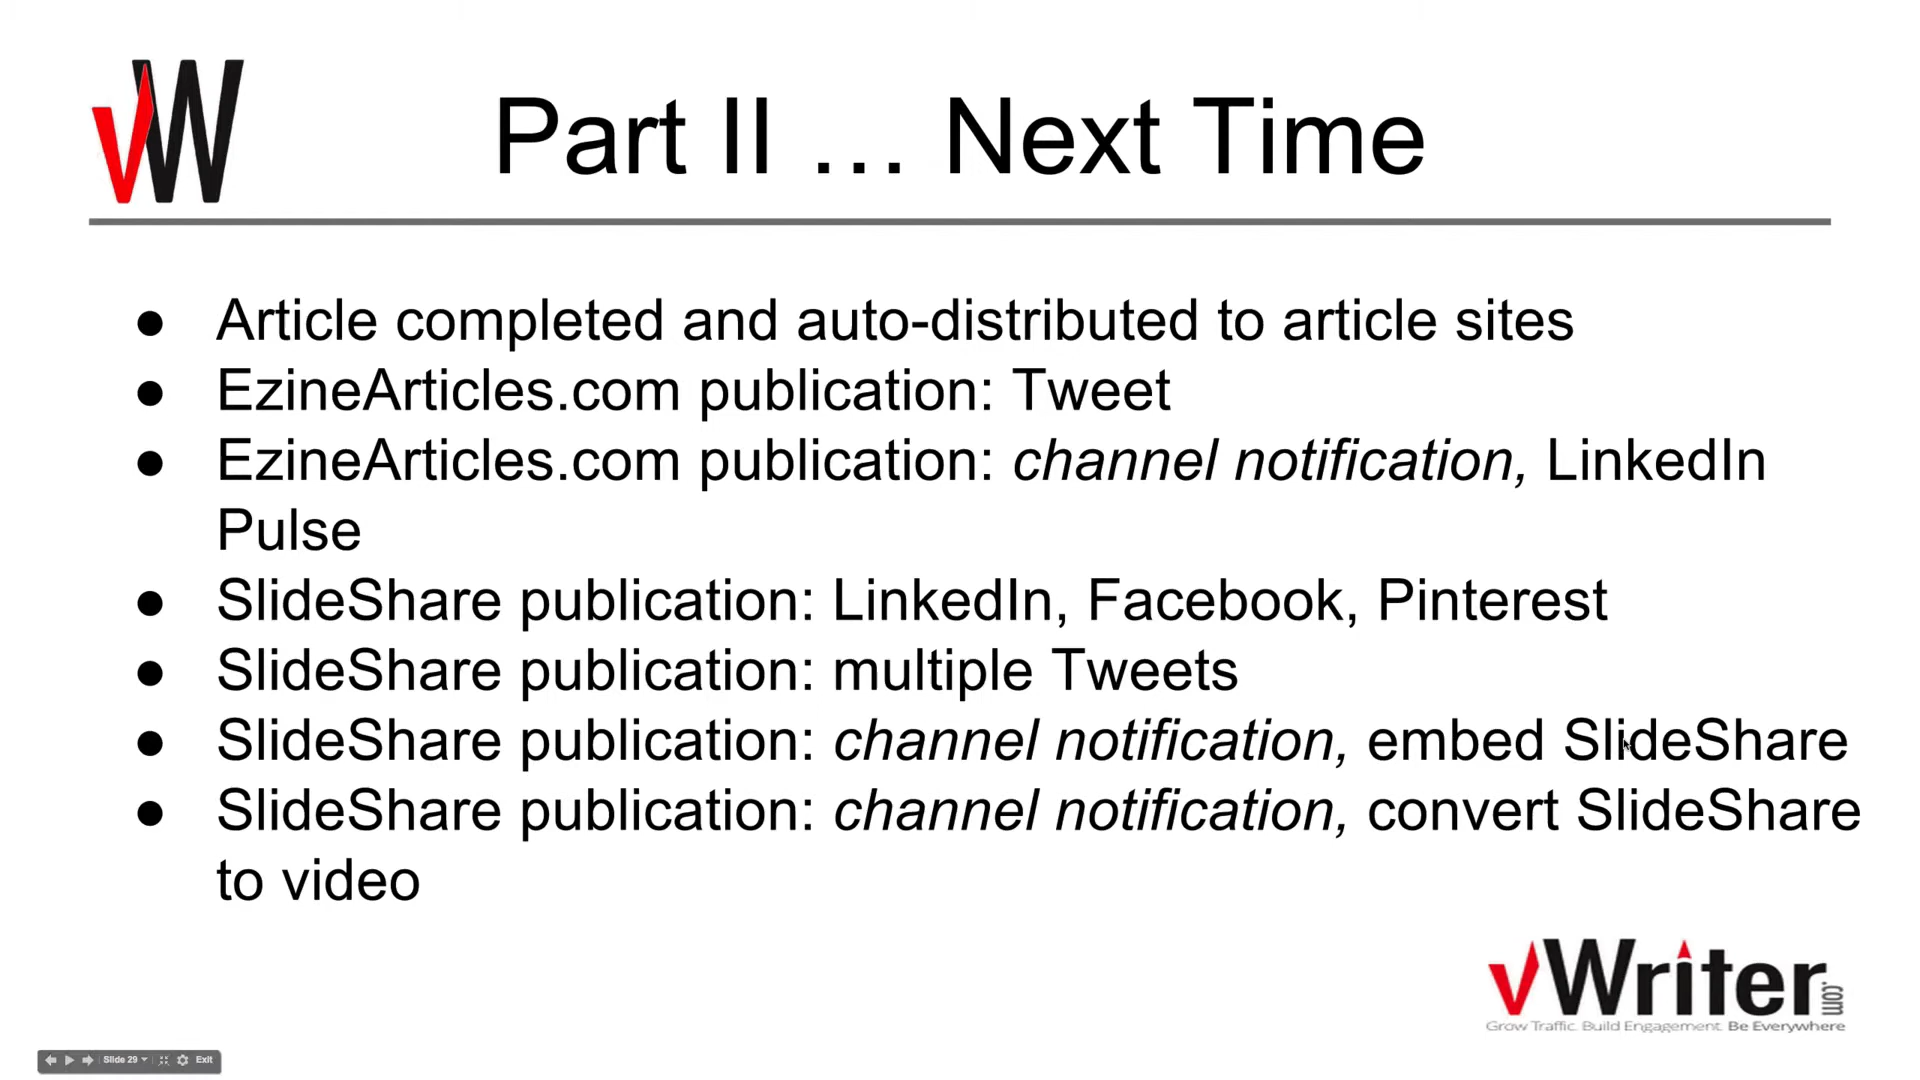 vW
Part II … Next Time
● Article completed and auto-distributed to article sites
● EzineArticles.com publication: Tweet
● EzineArticles.com publication: channel notification, LinkedIn
Pulse
● SlideShare publication: LinkedIn, Facebook, Pinterest
● SlideShare publication: multiple Tweets
● SlideShare publication: channel notification, embed SlideShare
● SlideShare publication: channel notification, convert SlideShare
to video
vWriter.com
Grow Traffic. Build Engagement. Be Everywhere
Slide 29 Exit